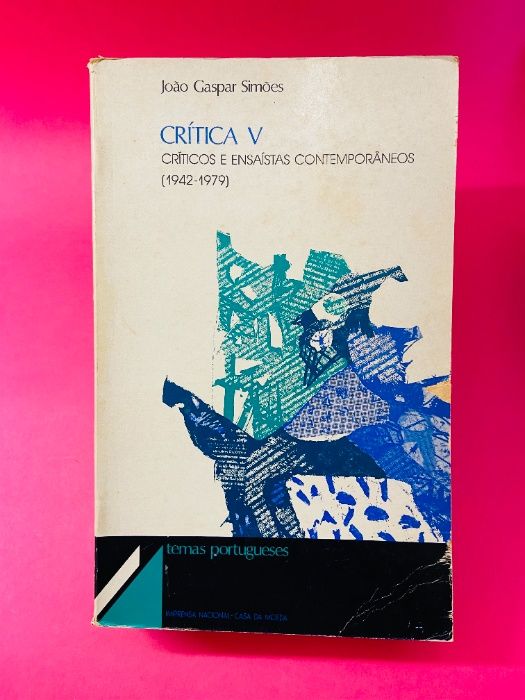 João Gaspar Simões
CRÍTICA V
CRÍTICOS E ENSAÍSTAS CONTEMPORÂNEOS
(1942-1979)
temas portugueses
IMPRENSA NACIONAL - CASA DA MOEDA